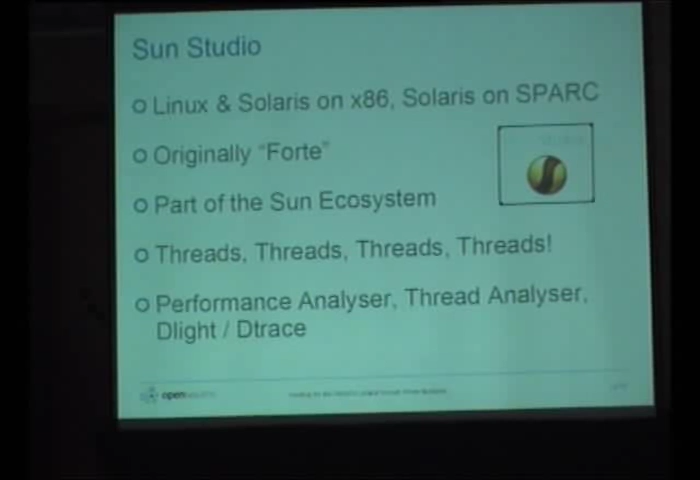 Sun Studio
Linux & Solaris on x86, Solaris on SPARC
Originally "Forte"
Part of the Sun Ecosystem
Threads, Threads, Threads, Threads!
Performance Analyser, Thread Analyser,
Dlight / Dtrace
open